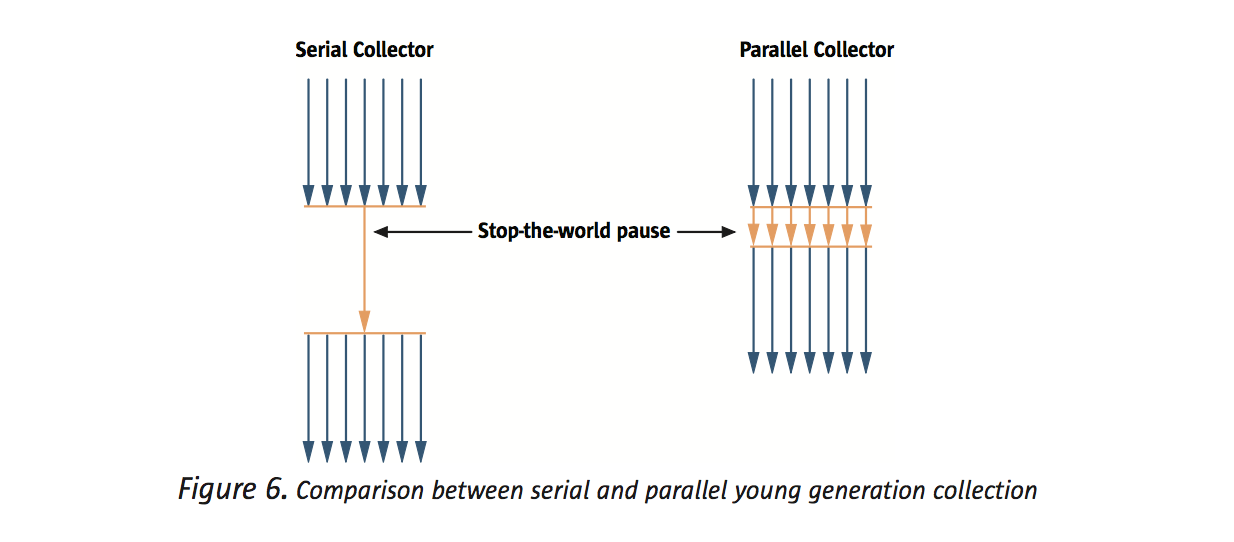 Serial Collector
Parallel Collector
Stop-the-world pause
Figure 6. Comparison between serial and parallel young generation collection